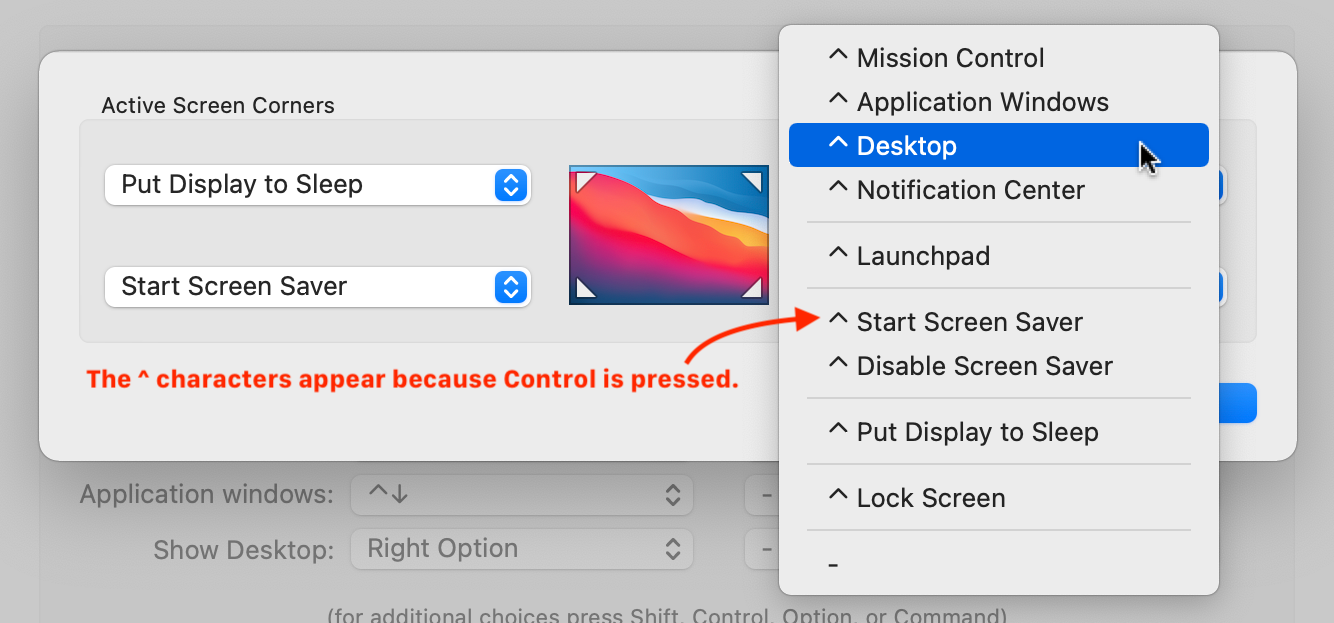 Active Screen Corners
Put Display to Sleep
Start Screen Saver
The ^ characters appear because Control is pressed.
^ Mission Control
^ Application Windows
^ Desktop
^ Notification Center
^ Launchpad
^ Start Screen Saver
^ Disable Screen Saver
^ Put Display to Sleep
^ Lock Screen
-
Application windows: ^↓ -
Show Desktop: Right Option -
(for additional choices press Shift, Control, Option, or Command)